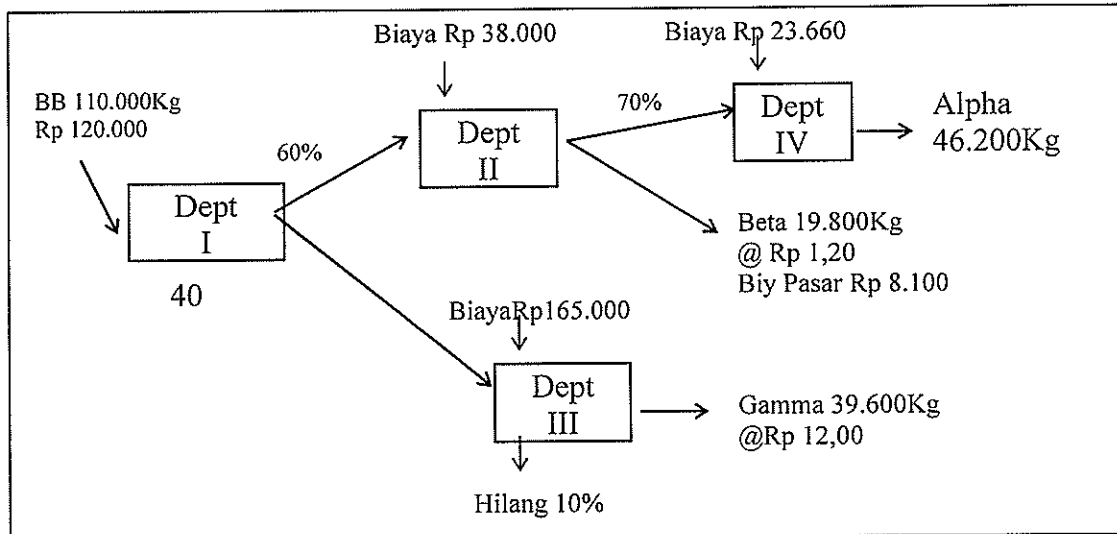 Biaya Rp 38.000
Biaya Rp 23.660
BB 110.000Kg
Rp 120.000
60%
Dept
II
70%
Dept
IV
Alpha
46.200Kg
Dept
I
40
Beta 19.800Kg
@ Rp 1,20
Biy Pasar Rp 8.100
BiayaRp165.000
Dept
III
Gamma 39.600Kg
@Rp 12,00
Hilang 10%